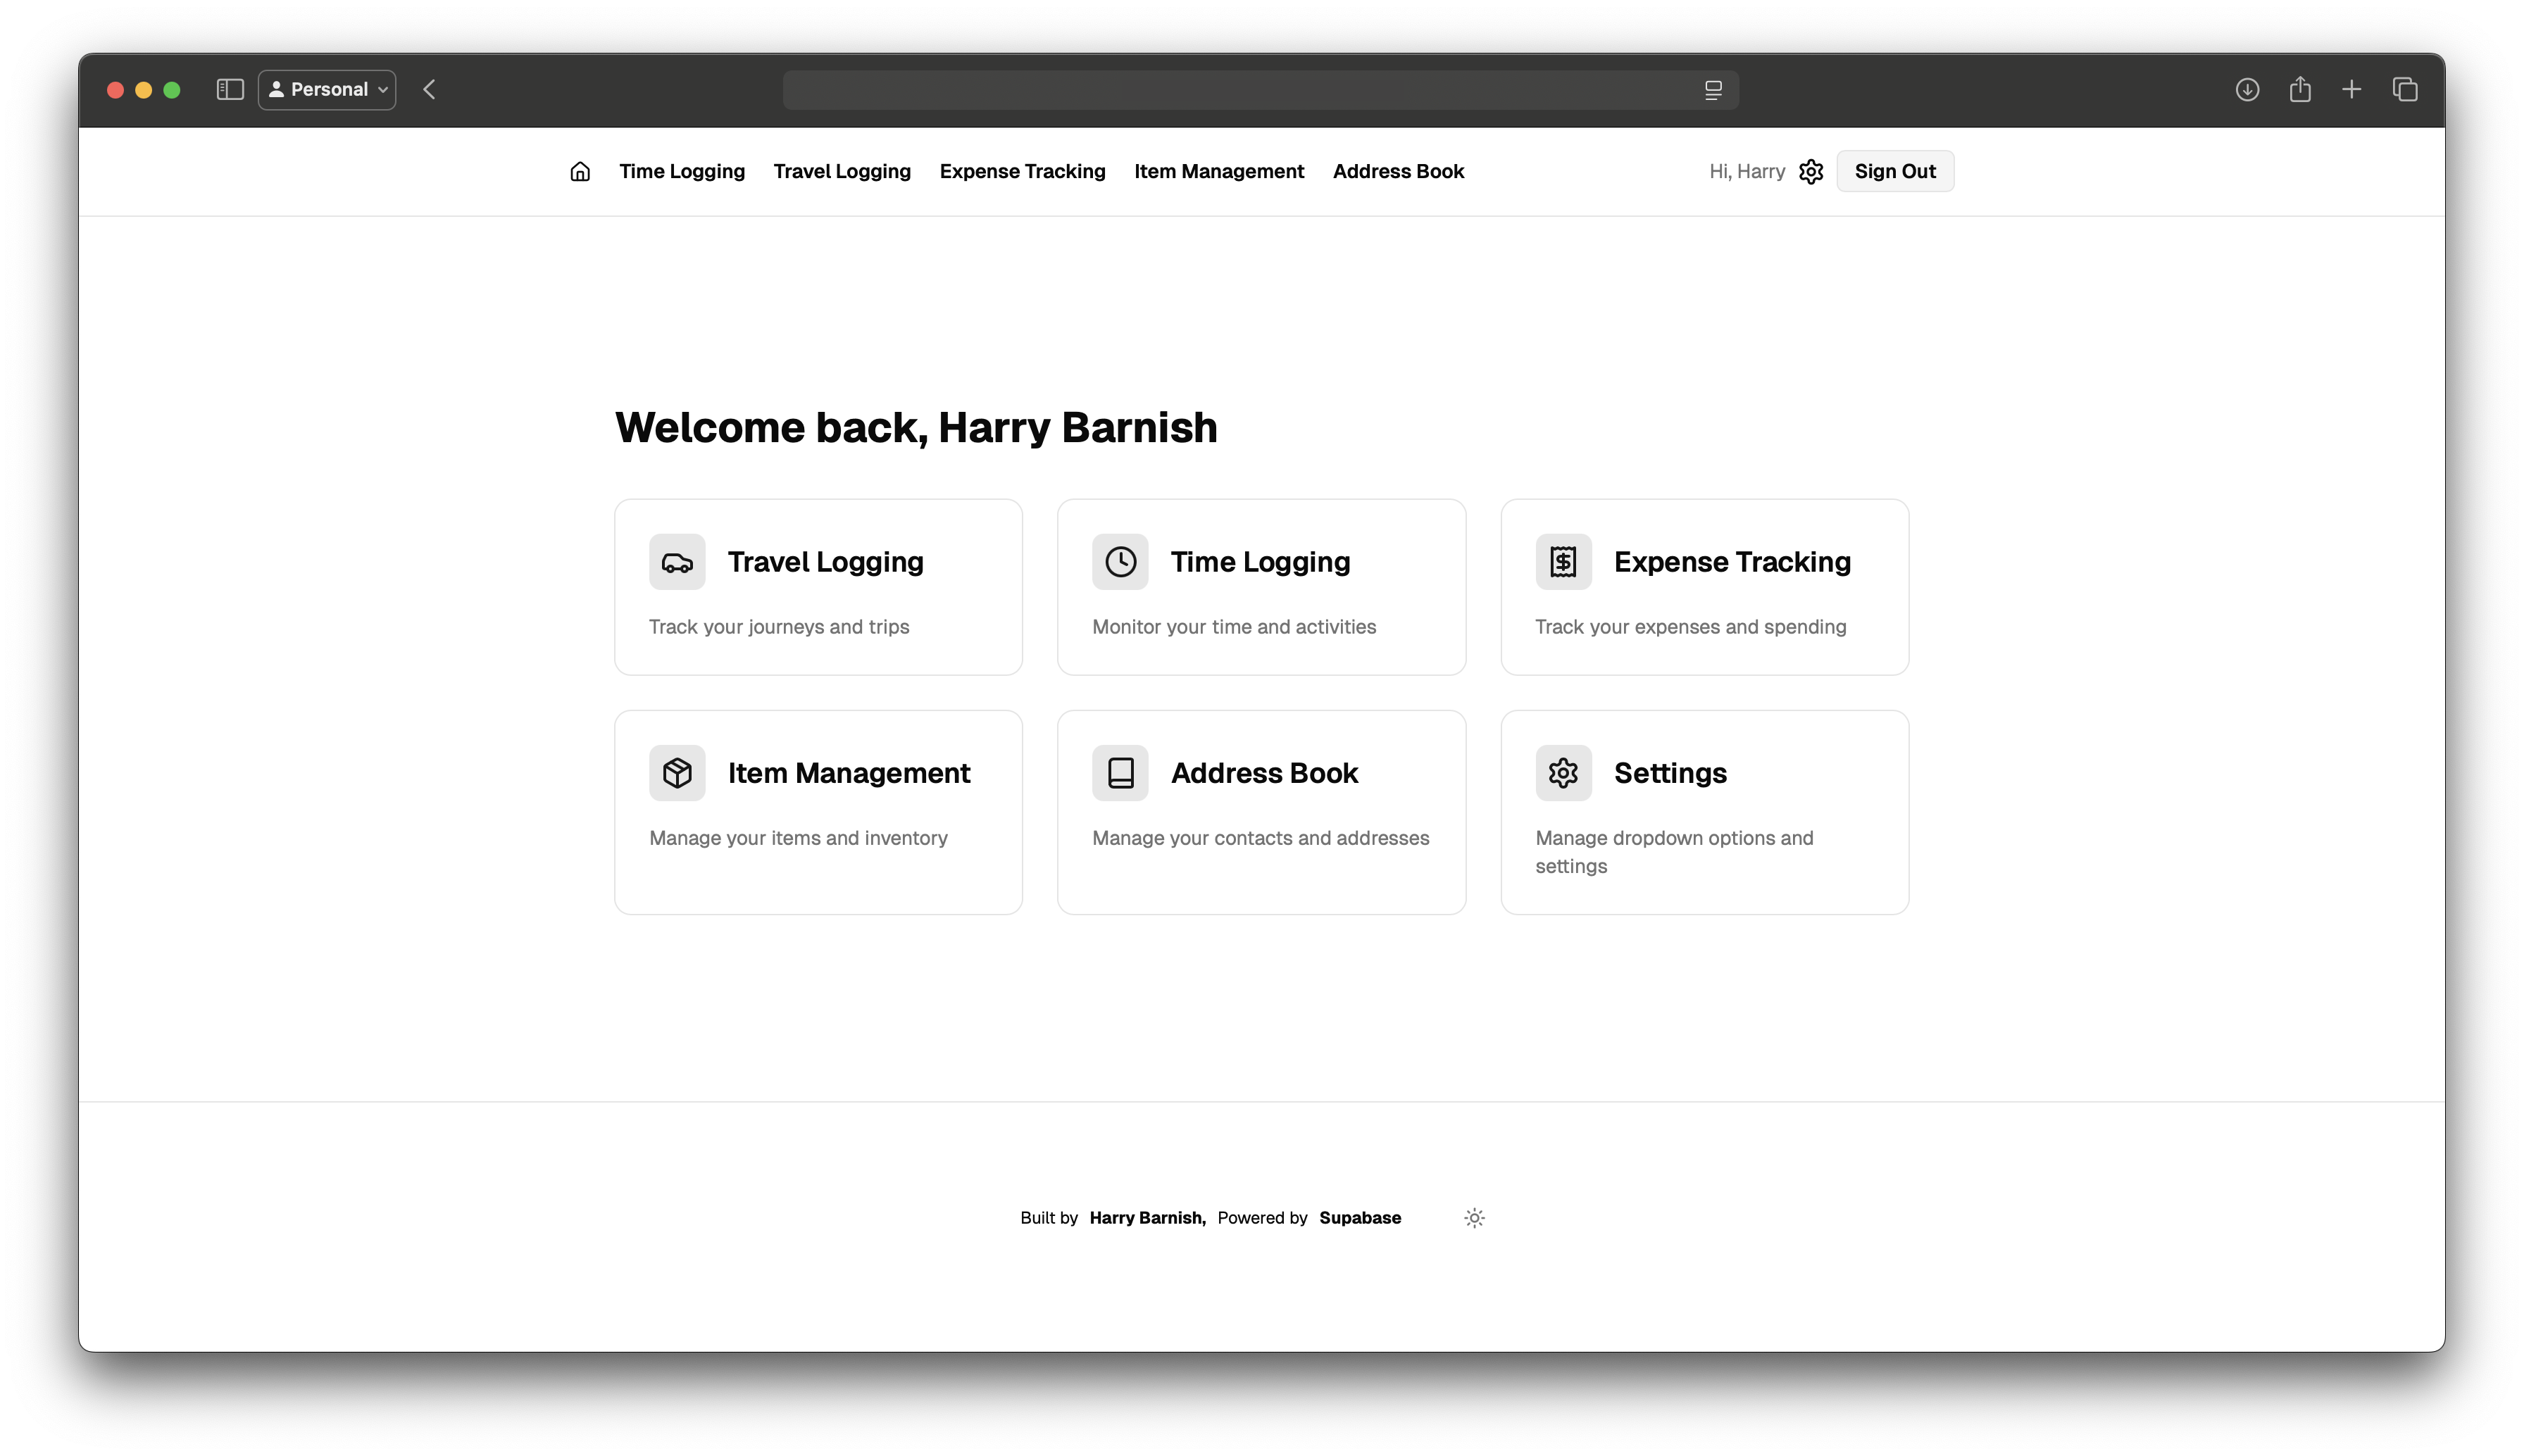 Personal
Time Logging Travel Logging Expense Tracking Item Management Address Book Hi, Harry Sign Out
Welcome back, Harry Barnish
Travel Logging
Track your journeys and trips
Time Logging
Monitor your time and activities
Expense Tracking
Track your expenses and spending
Item Management
Manage your items and inventory
Address Book
Manage your contacts and addresses
Settings
Manage dropdown options and
settings
Built by Harry Barnish, Powered by Supabase